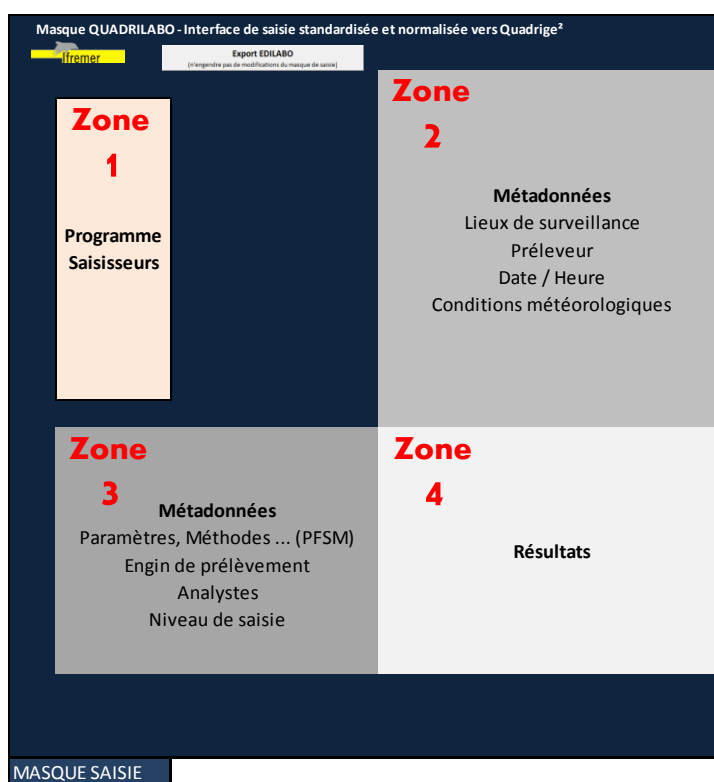 Masque QUADRILABO - Interface de saisie standardisée et normalisée vers Quadrige²
Ifremer
Export EDILABO
(n'engendre pas de modifications du masque de saisie)
Zone
1
Programme
Saisisseurs
Zone
2
Métadonnées
Lieux de surveillance
Préleveur
Date / Heure
Conditions météorologiques
Zone
3
Métadonnées
Paramètres, Méthodes ... (PFSM)
Engin de prélèvement
Analystes
Niveau de saisie
Zone
4
Résultats
MASQUE SAISIE